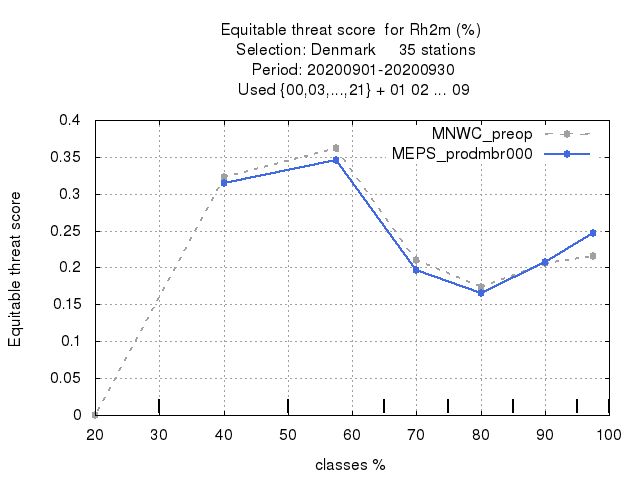 Equitable threat score  for Rh2m (%)
Selection: Denmark     35 stations
Period: 20200901-20200930
Used {00,03,...,21} + 01 02 ... 09
MNWC_preop
MEPS_prodmbr000
Equitable threat score
0.4
0.35
0.3
0.25
0.2
0.15
0.1
0.05
0
20 30 40 50 60 70 80 90 100
classes %